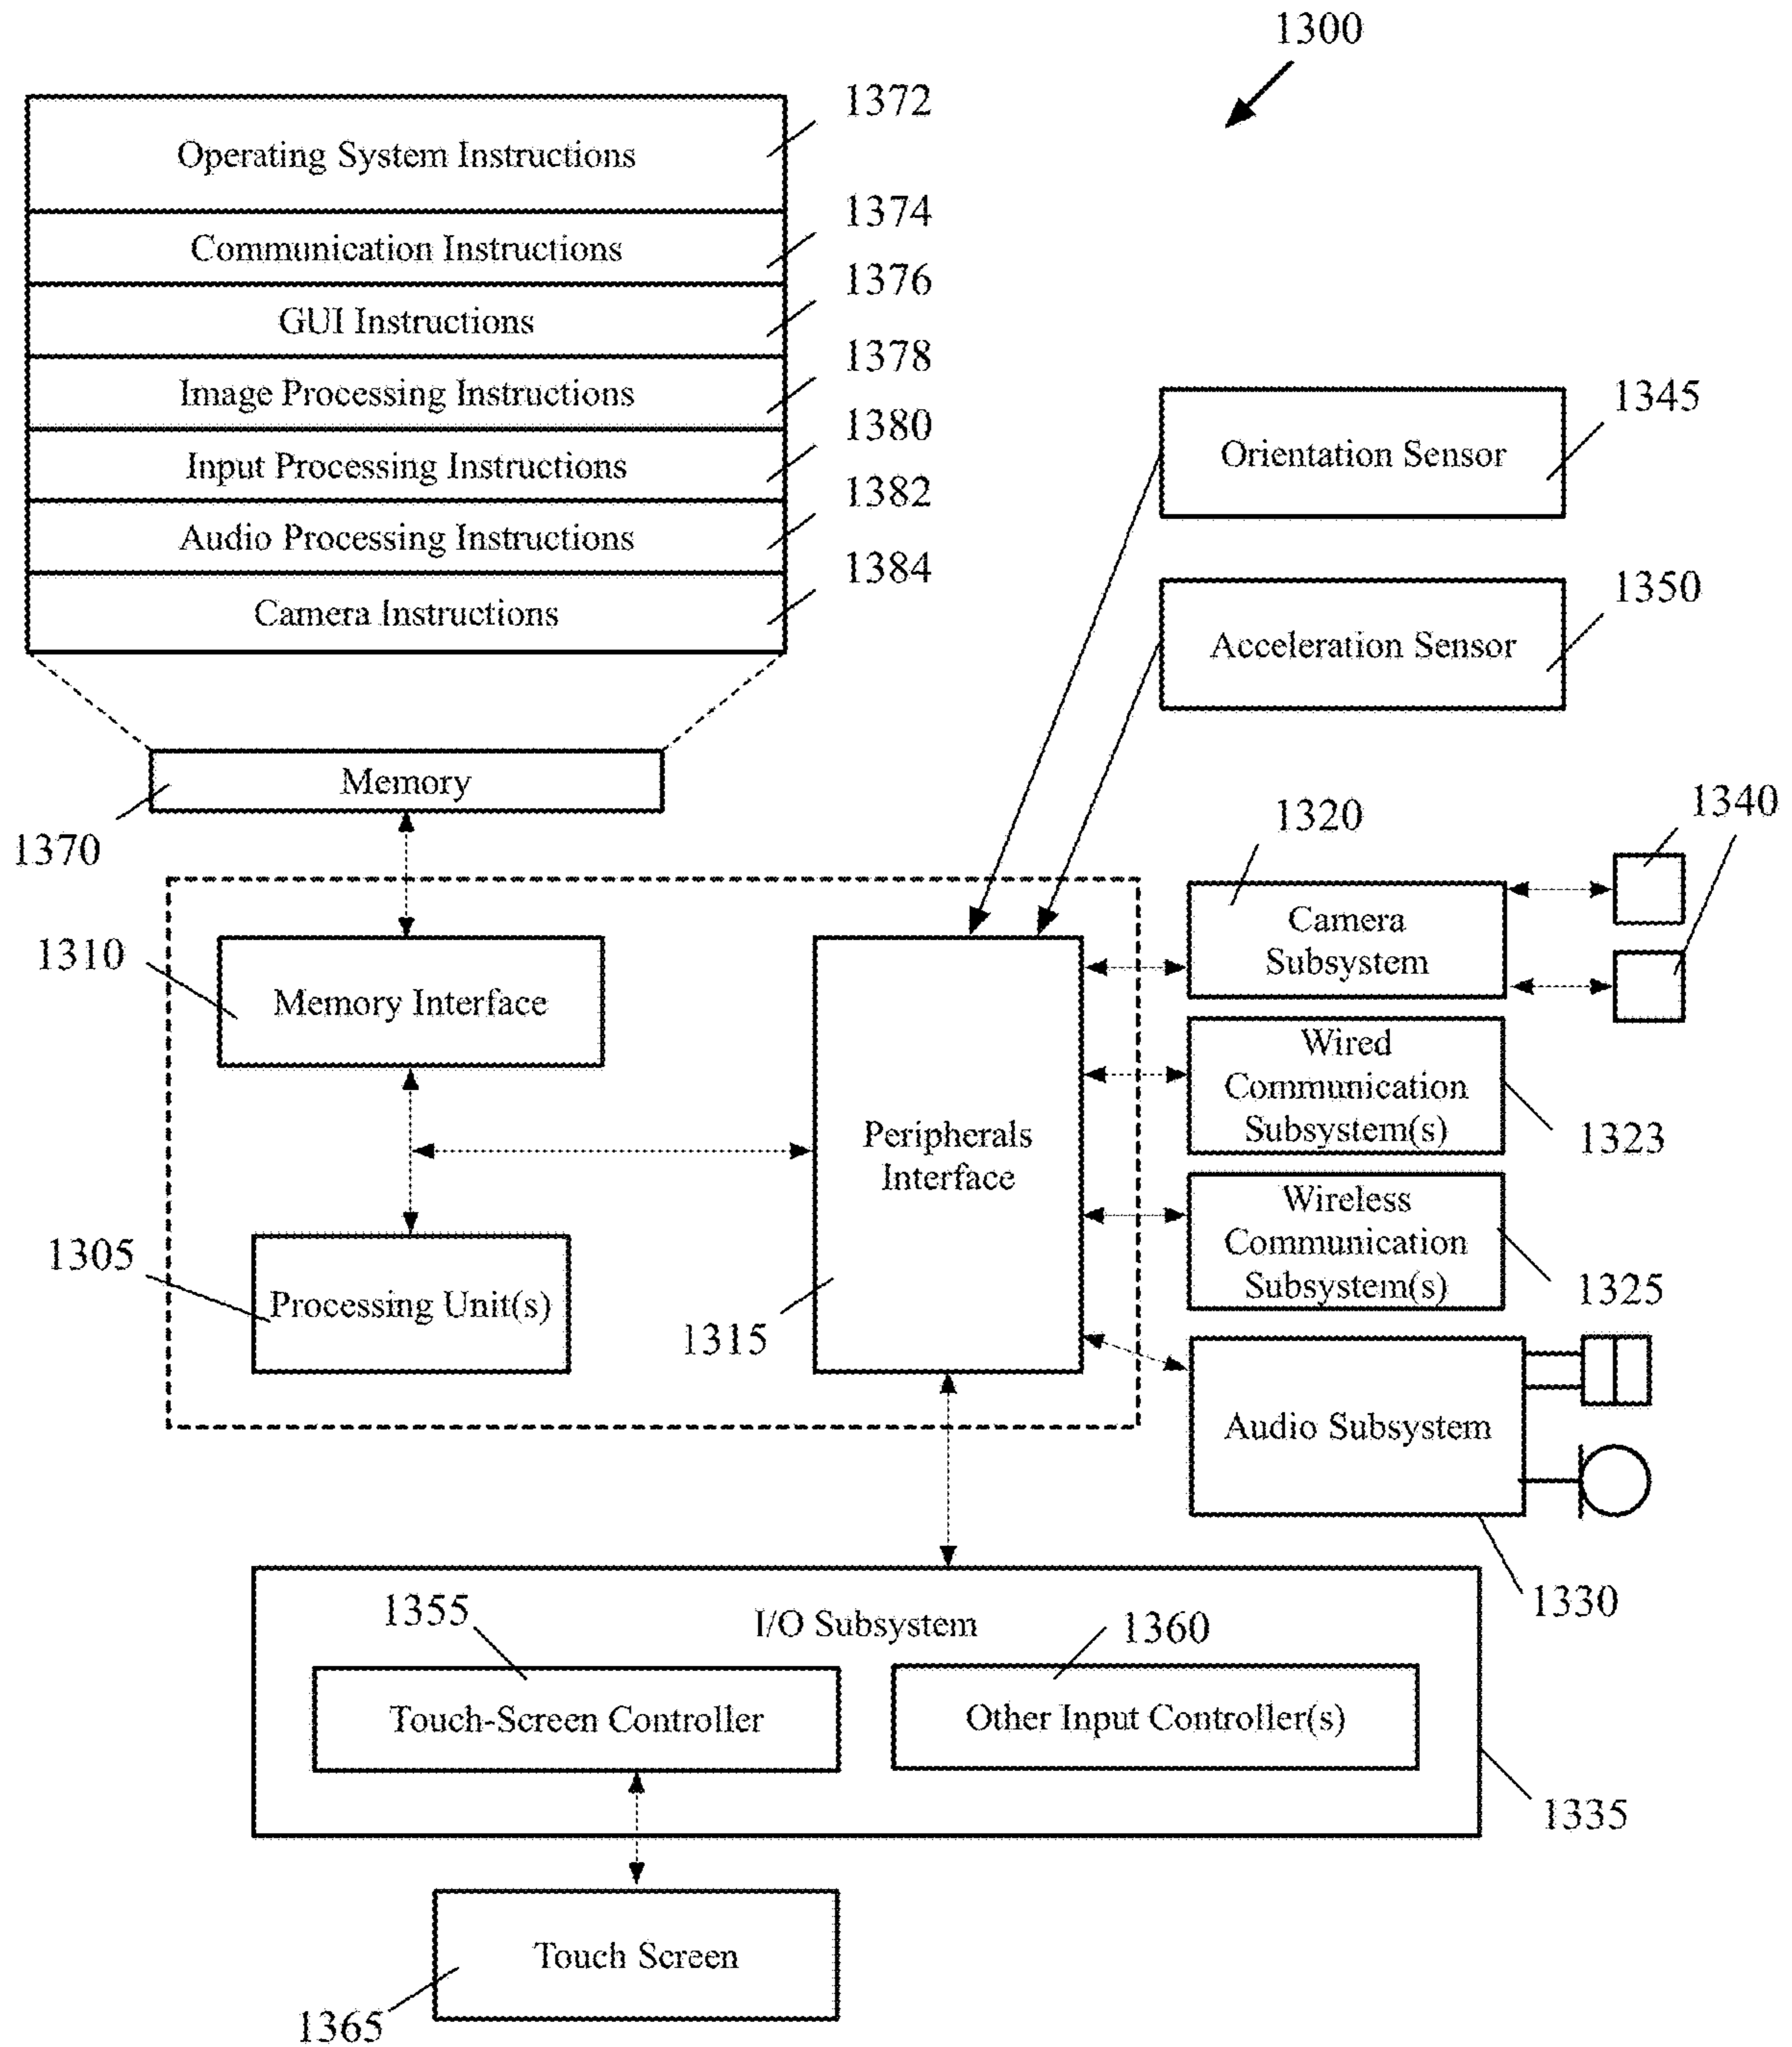 1300
1372
Operating System Instructions
1374
Communication Instructions
1376
GUI Instructions
1378
Image Processing Instructions
1380
Input Processing Instructions
1382
Audio Processing Instructions
1384
Camera Instructions
1345
Orientation Sensor
1350
Acceleration Sensor
Memory
1370
1320
1340
Camera
Subsystem
1310
Memory Interface
Wired
Communication
Subsystem(s)
1323
Peripherals
Interface
Wireless
Communication
Subsystem(s)
1325
1305
Processing Unit(s)
1315
Audio Subsystem
1330
I/O Subsystem
1355
1360
Touch-Screen Controller
Other Input Controller(s)
1335
Touch Screen
1365